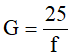 G = 25/f